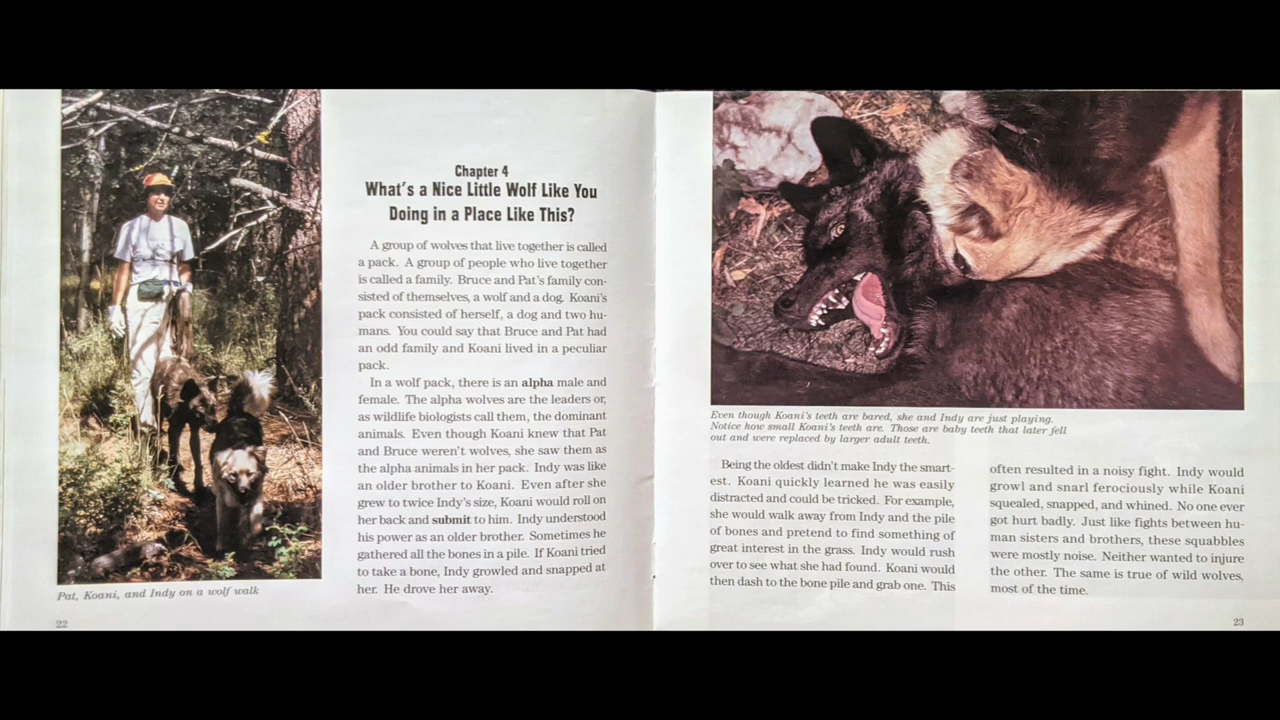 Pat, Koani, and Indy on a wolf walk
22
Chapter 4
What's a Nice Little Wolf Like You
Doing in a Place Like This?
A group of wolves that live together is called
a pack. A group of people who live together
is called a family. Bruce and Pat's family con-
sisted of themselves, a wolf and a dog. Koani's
pack consisted of herself, a dog and two hu-
mans. You could say that Bruce and Pat had
an odd family and Koani lived in a peculiar
pack.
In a wolf pack, there is an alpha male and
female. The alpha wolves are the leaders or,
as wildlife biologists call them, the dominant
animals. Even though Koani knew that Pat
and Bruce weren't wolves, she saw them as
the alpha animals in her pack. Indy was like
an older brother to Koani. Even after she
grew to twice Indy's size, Koani would roll on
her back and submit to him. Indy understood
his power as an older brother. Sometimes he
gathered all the bones in a pile. If Koani tried
to take a bone, Indy growled and snapped at
her. He drove her away.
Even though Koani's teeth are bared, she and Indy are just playing.
Notice how small Koani's teeth are. Those are baby teeth that later fell
out and were replaced by larger adult teeth.
Being the oldest didn't make Indy the smart-
est. Koani quickly learned he was easily
distracted and could be tricked. For example,
she would walk away from Indy and the pile
of bones and pretend to find something of
great interest in the grass. Indy would rush
over to see what she had found. Koani would
then dash to the bone pile and grab one. This
often resulted in a noisy fight. Indy would
growl and snarl ferociously while Koani
squealed, snapped, and whined. No one ever
got hurt badly. Just like fights between hu-
man sisters and brothers, these squabbles
were mostly noise. Neither wanted to injure
the other. The same is true of wild wolves,
most of the time.
23